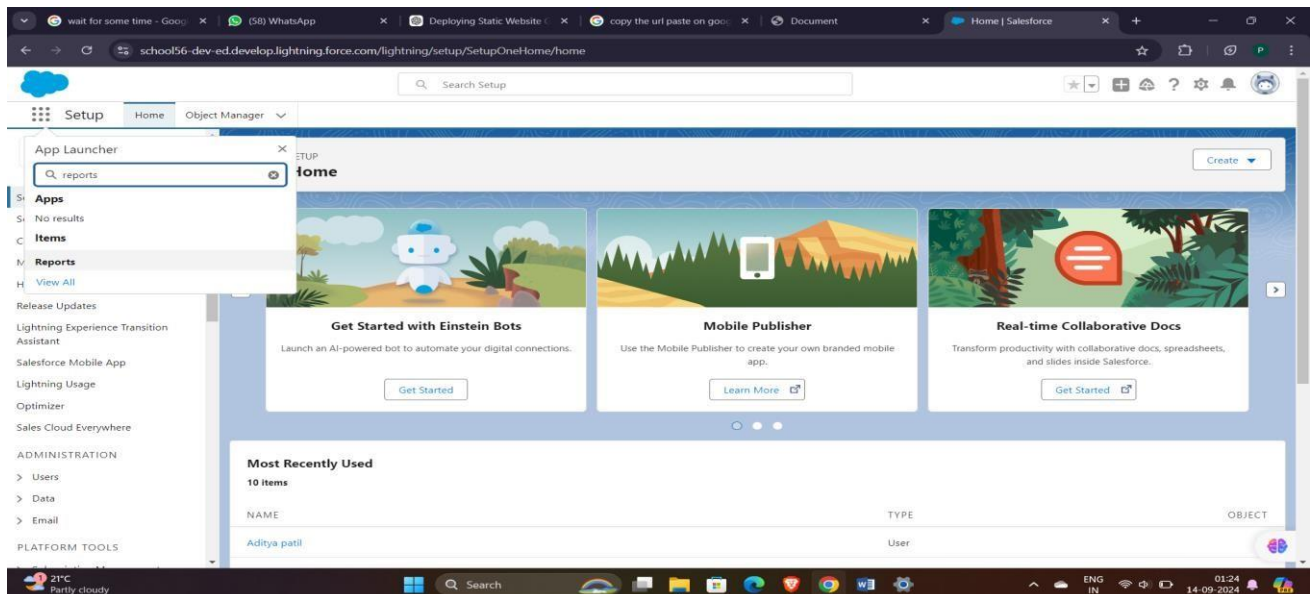 wait for some time - Goog
(58) WhatsApp
Deploying Static Website
copy the url paste on goog
Document
Home | Salesforce
school56-dev-ed.develop.lightning.force.com/lightning/setup/SetupOneHome/home
P
Search Setup
Setup
Home
Object Manager
App Launcher
reports
Apps
No results
Items
Reports
View All
SETUP
Home
Create
Release Updates
Lightning Experience Transition
Assistant
Salesforce Mobile App
Lightning Usage
Optimizer
Sales Cloud Everywhere
ADMINISTRATION
Users
Data
Email
PLATFORM TOOLS
Get Started with Einstein Bots
Launch an AI-powered bot to automate your digital connections.
Get Started
Mobile Publisher
Use the Mobile Publisher to create your own branded mobile
app.
Learn More
Real-time Collaborative Docs
Transform productivity with collaborative docs, spreadsheets,
and slides inside Salesforce.
Get Started
Most Recently Used
10 items
NAME TYPE OBJECT
Aditya patil User
1
21°C
Partly cloudy
Search
ENG
IN
01:24
14-09-2024